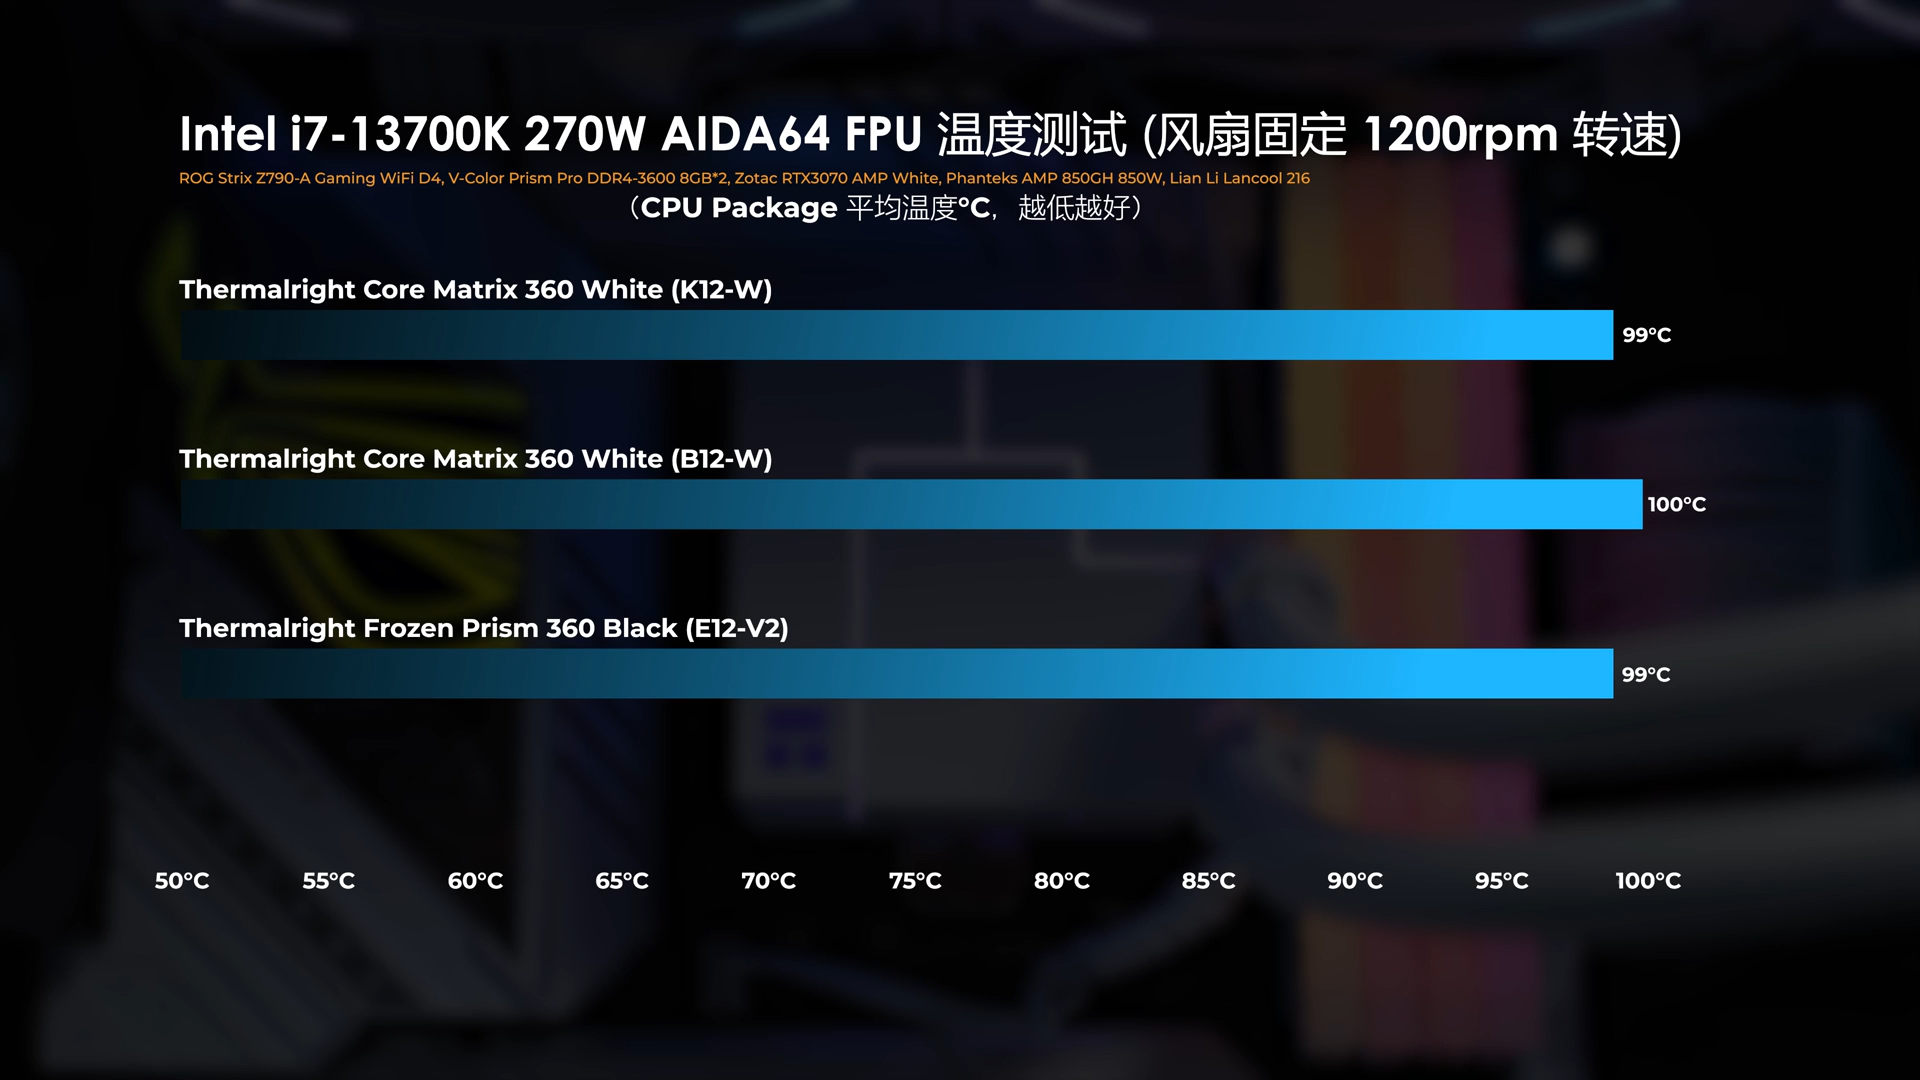 Intel i7-13700K 270W AIDA64 FPU 温度测试 (风扇固定 1200rpm 转速)
ROG Strix Z790-A Gaming WiFi D4, V-Color Prism Pro DDR4-3600 8GB*2, Zotac RTX3070 AMP White, Phanteks AMP 850GH 850W, Lian Li Lancool 216
（CPU Package 平均温度°C，越低越好）
Thermalright Core Matrix 360 White (K12-W)
99°C
Thermalright Core Matrix 360 White (B12-W)
100°C
Thermalright Frozen Prism 360 Black (E12-V2)
99°C
50°C 55°C 60°C 65°C 70°C 75°C 80°C 85°C 90°C 95°C 100°C